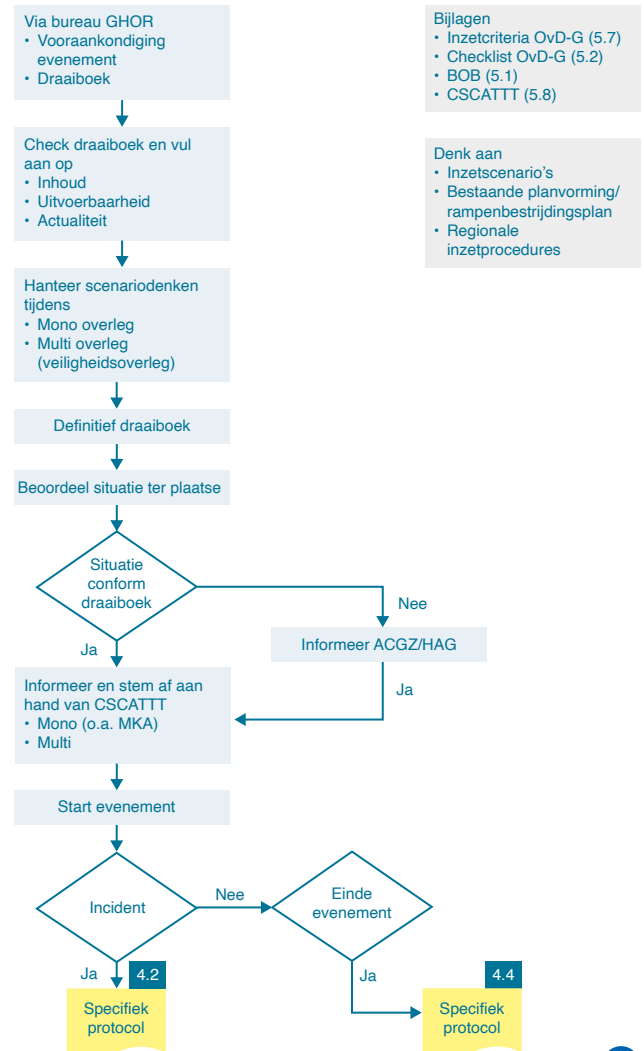 Via bureau GHOR
• Vooraankondiging
evenement
• Draaiboek
Check draaiboek en vul
aan op
• Inhoud
• Uitvoerbaarheid
• Actualiteit
Hanteer scenariodenken
tijdens
• Mono overleg
• Multi overleg
(veiligheidsoverleg)
Definitief draaiboek
Beoordeel situatie ter plaatse
Situatie
conform
draaiboek
Nee
Ja
Informeer ACGZ/HAG
Ja
Informeer en stem af aan
hand van CSCATTT
• Mono (o.a. MKA)
• Multi
Start evenement
Incident
Nee
Einde
evenement
Ja
4.2
Specifiek
protocol
Ja
4.4
Specifiek
protocol
Bijlagen
• Inzetcriteria OvD-G (5.7)
• Checklist OvD-G (5.2)
• BOB (5.1)
• CSCATTT (5.8)
Denk aan
• Inzetscenario's
• Bestaande planvorming/
rampenbestrijdingsplan
• Regionale
inzetprocedures